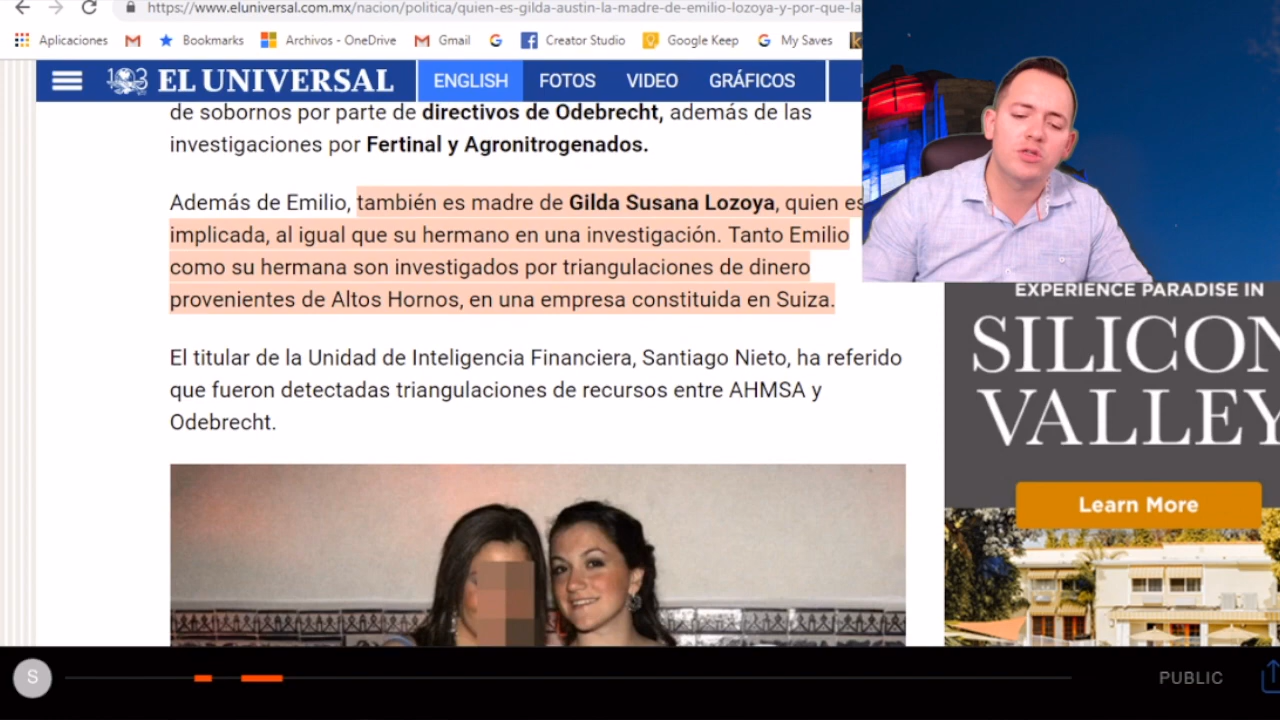 https://www.eluniversal.com.mx/nacion/politica/quien-es-gilda-austin-la-madre-de-emilio-lozoya-y-por-que-la
Aplicaciones Bookmarks Archivos - OneDrive Gmail Creator Studio Google Keep My Saves
103 EL UNIVERSAL ENGLISH FOTOS VIDEO GRÁFICOS
de sobornos por parte de directivos de Odebrecht, además de las
investigaciones por Fertinal y Agronitrogenados.
Además de Emilio, también es madre de Gilda Susana Lozoya, quien es
implicada, al igual que su hermano en una investigación. Tanto Emilio
como su hermana son investigados por triangulaciones de dinero
provenientes de Altos Hornos, en una empresa constituida en Suiza.
El titular de la Unidad de Inteligencia Financiera, Santiago Nieto, ha referido
que fueron detectadas triangulaciones de recursos entre AHMSA y
Odebrecht.
EXPERIENCE PARADISE IN
SILICON
VALLEY
Learn More
S
PUBLIC